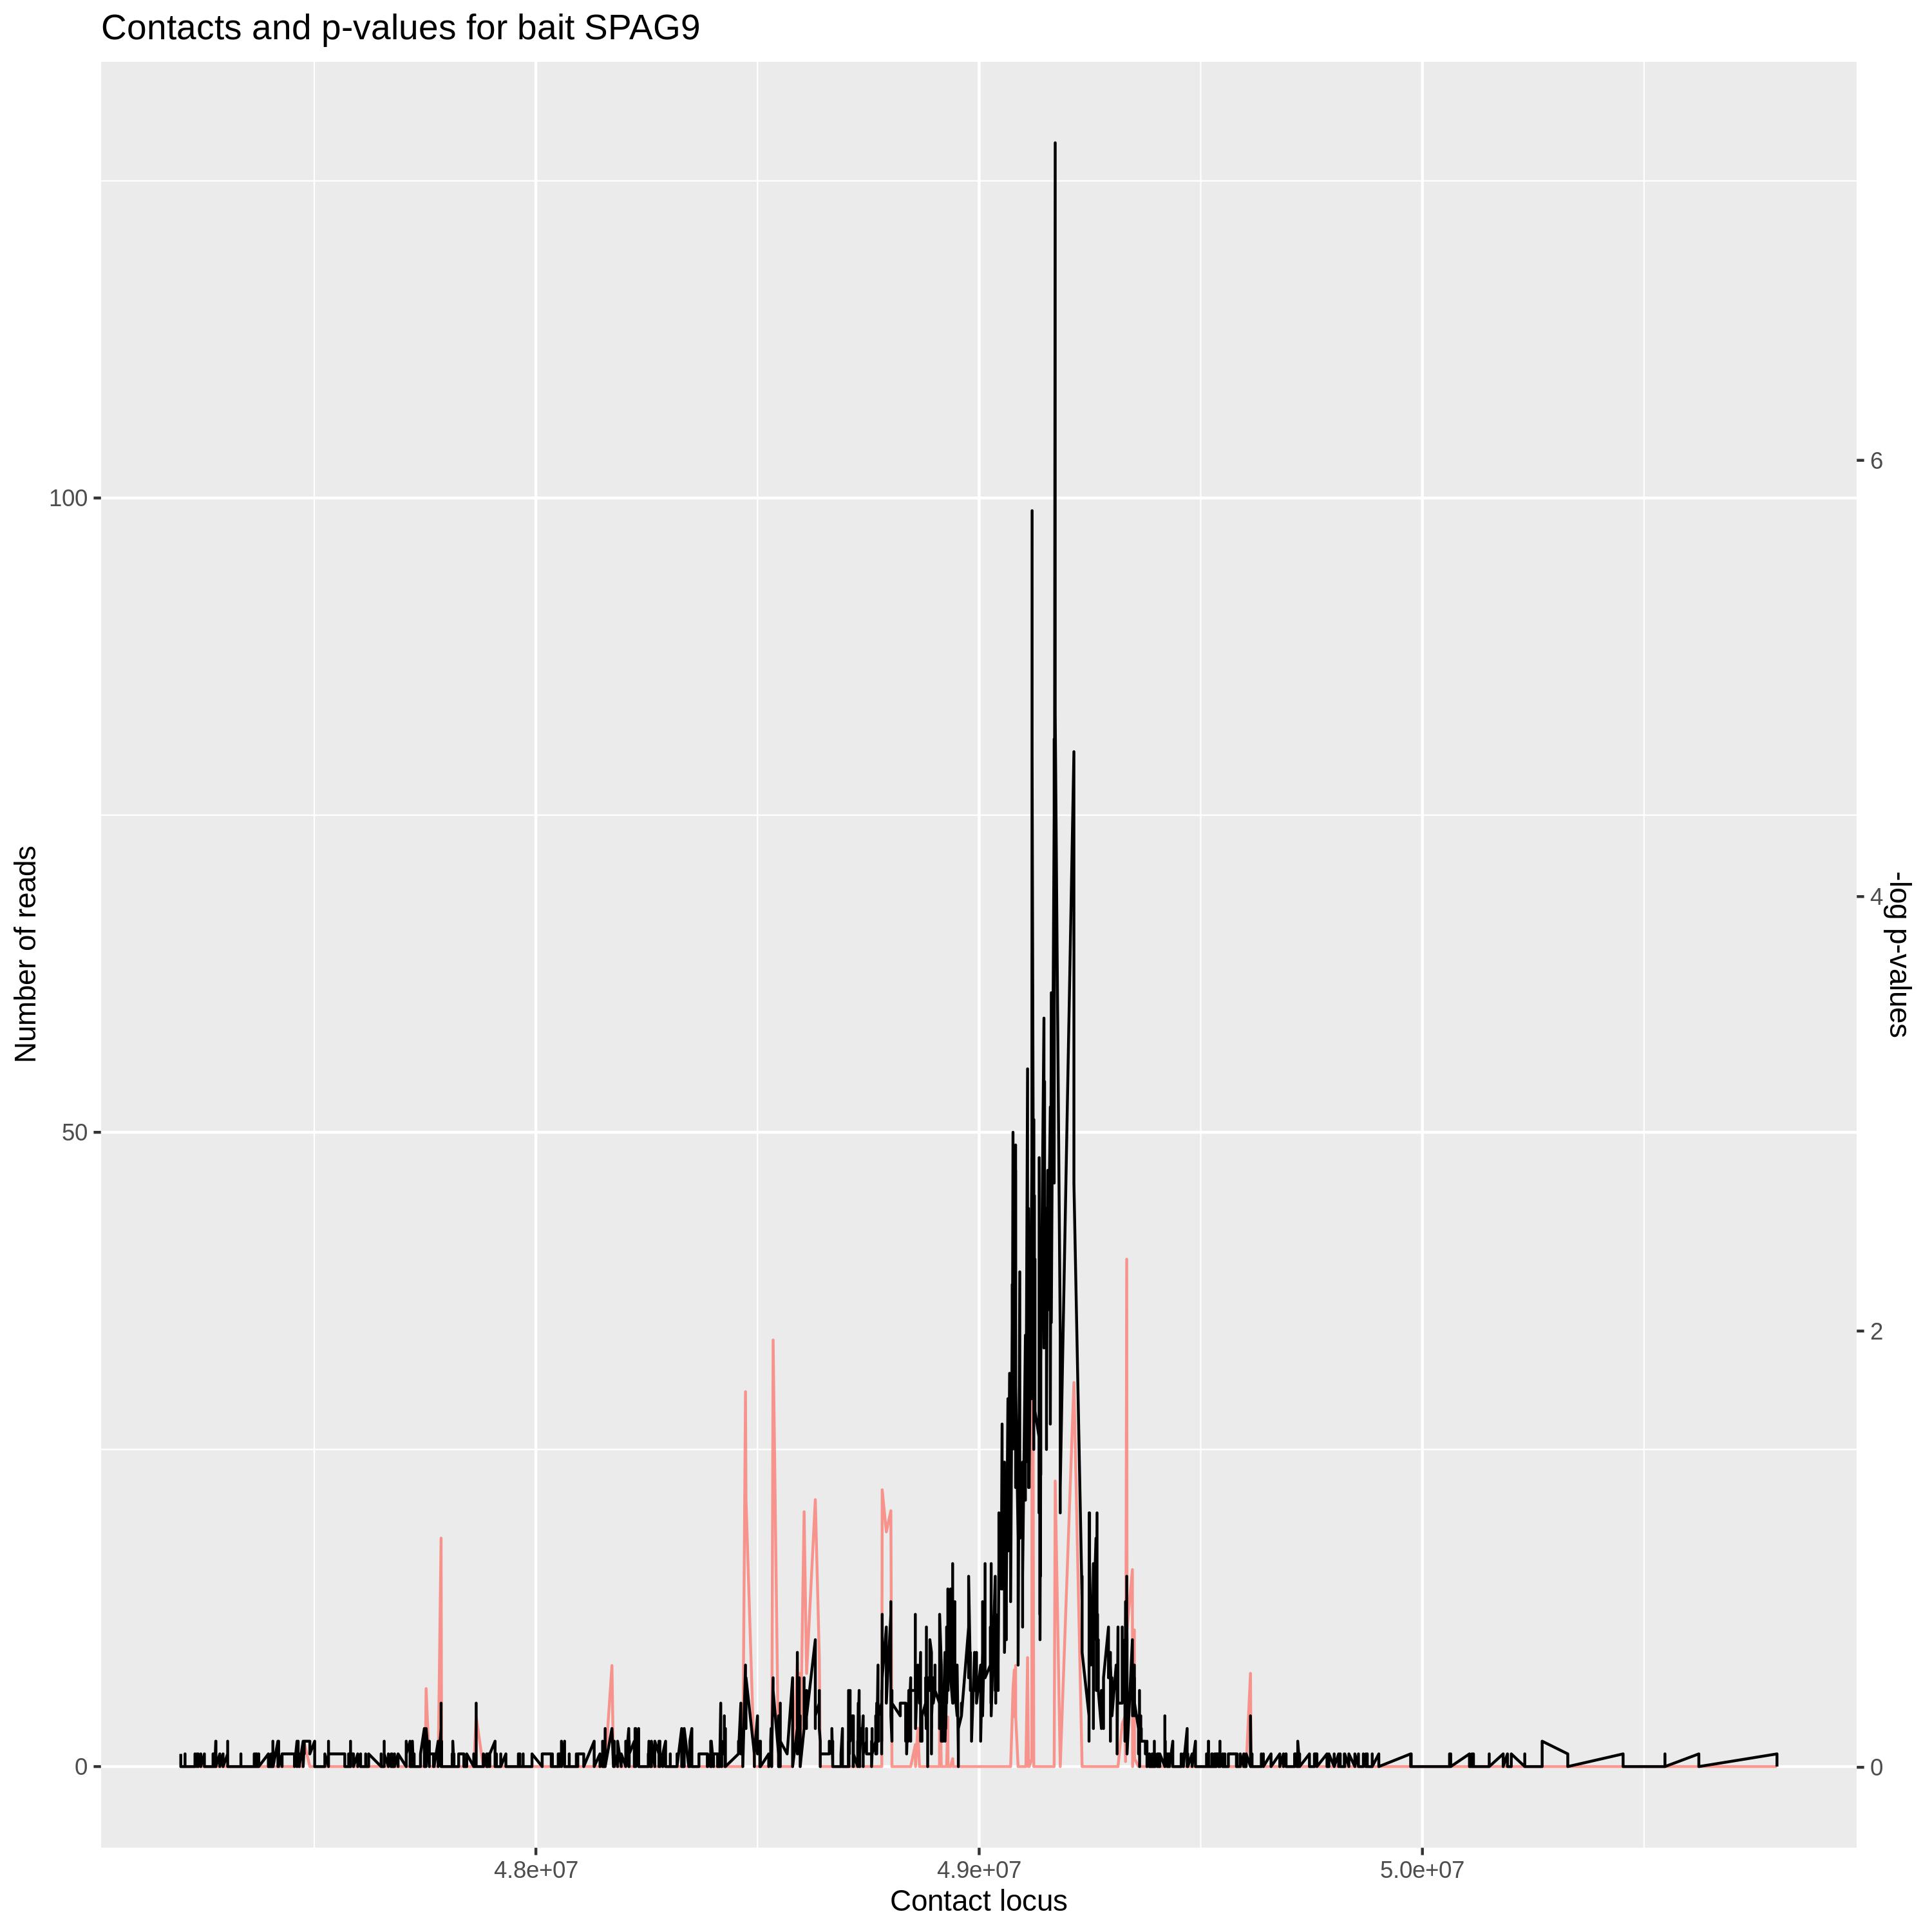 Contacts and p-values for bait SPAG9
100
50
0
Number of reads
6
4
2
0
-log p-values
4.8e+07
4.9e+07
5.0e+07
Contact locus